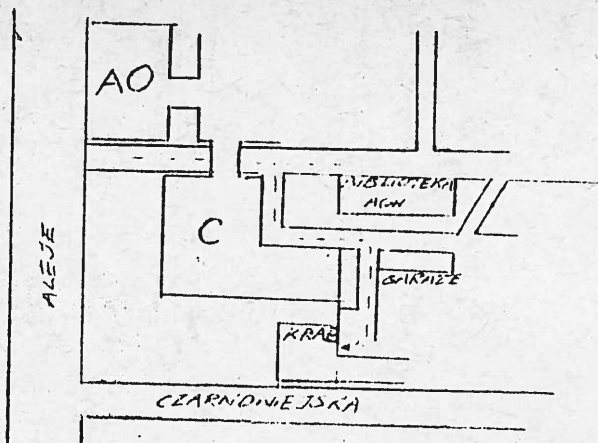 AO
BIBLIOTEKA
AGH
C
ALEJE
GARAŻE
KRAB
CZARNOWIEJSKA